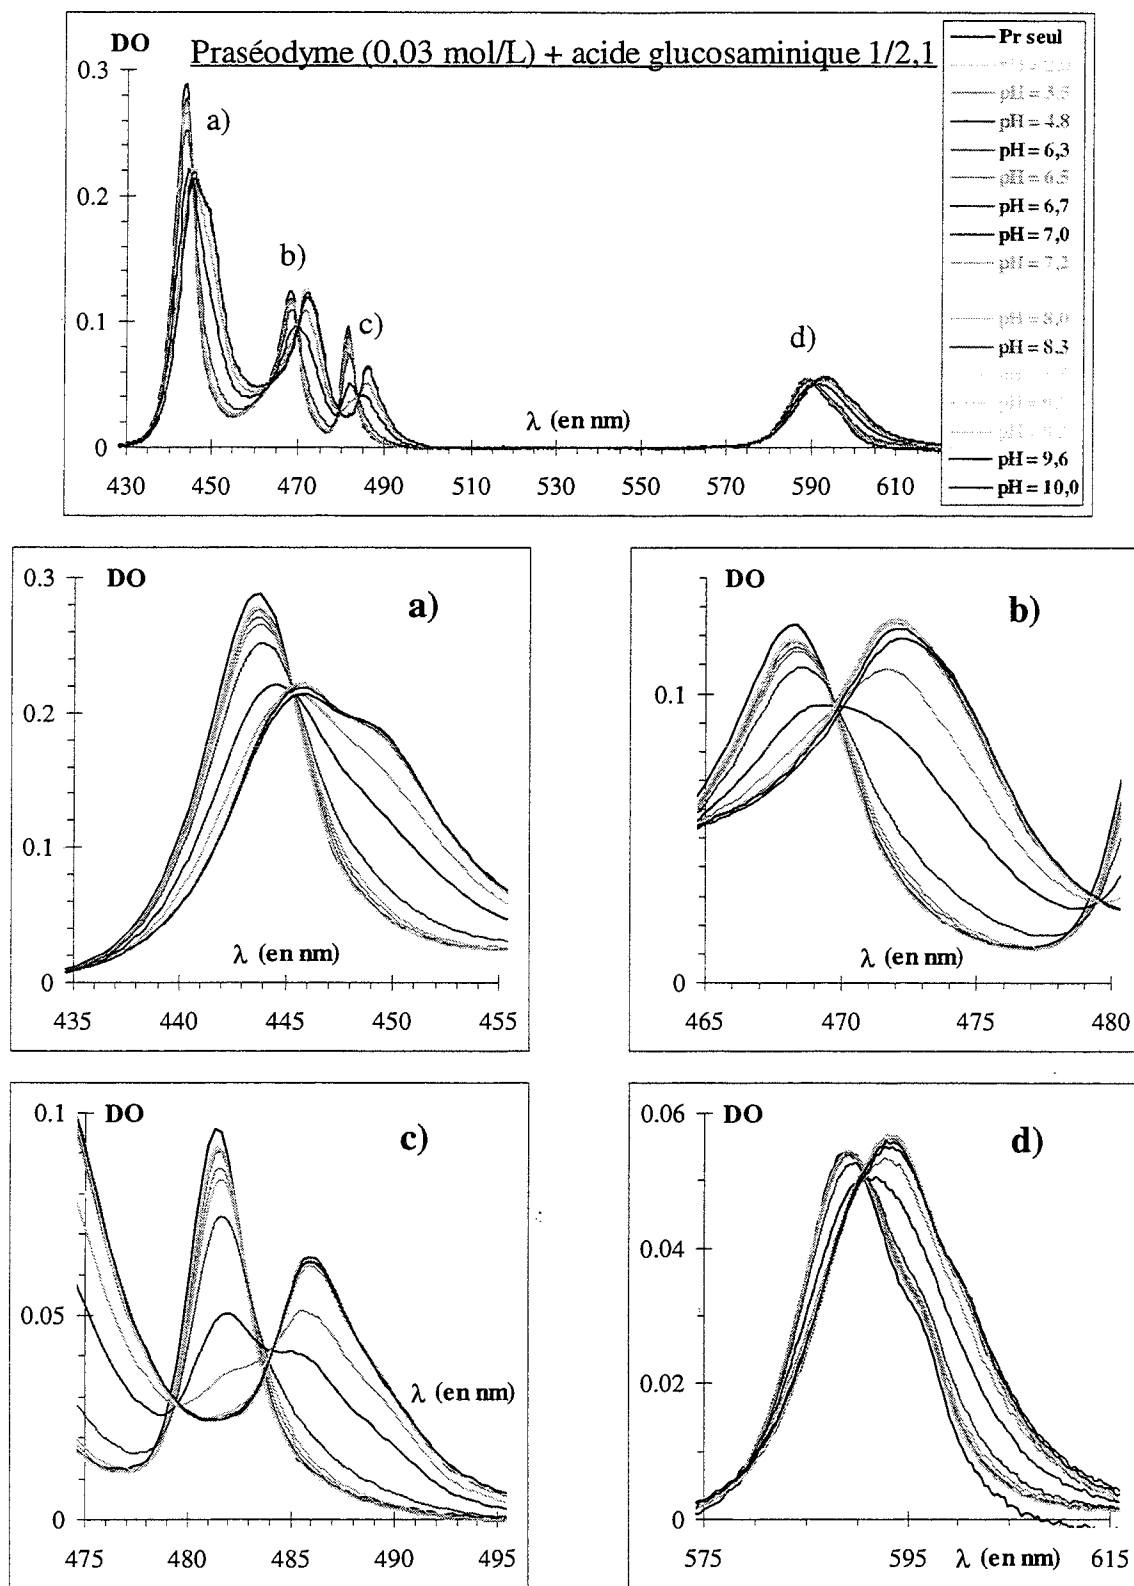 DO
Praséodyme (0,03 mol/L) + acide glucosaminique 1/2,1
Pr seul
pH = 4.8
pH = 6,3
pH = 6,5
pH = 6,7
pH = 7,0
pH = 7,2
pH = 8,0
pH = 8.3
pH = 9,6
pH = 10,0
0.3
0.2
0.1
0
a)
b)
c)
d)
λ (en nm)
430 450 470 490 510 530 550 570 590 610
0.3
DO
a)
0.2
0.1
λ (en nm)
0
435 440 445 450 455
DO
b)
0.1
λ (en nm)
0
465 470 475 480
0.1
DO
c)
0.05
λ (en nm)
0
475 480 485 490 495
0.06
DO
d)
0.04
0.02
0
575 595 λ (en nm) 615